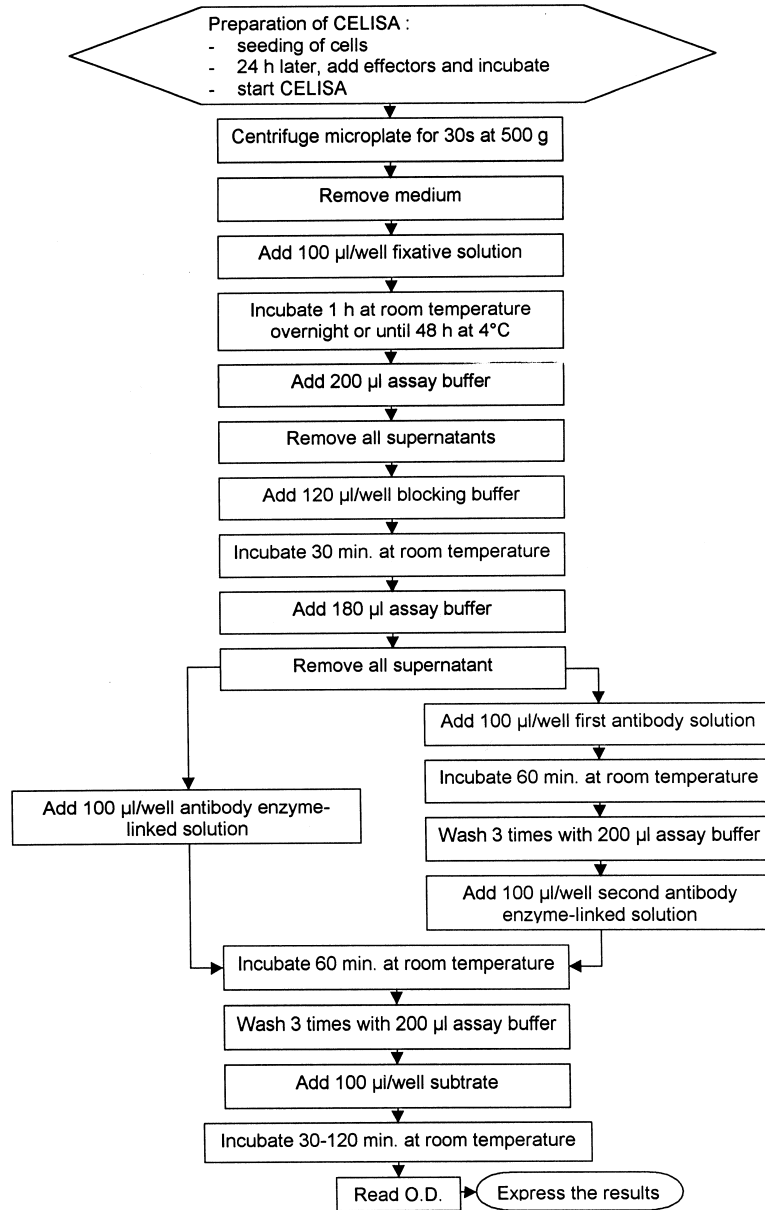 Preparation of CELISA :
- seeding of cells
- 24 h later, add effectors and incubate
- start CELISA
Centrifuge microplate for 30s at 500 g
Remove medium
Add 100 µl/well fixative solution
Incubate 1 h at room temperature
overnight or until 48 h at 4°C
Add 200 µl assay buffer
Remove all supernatants
Add 120 µl/well blocking buffer
Incubate 30 min. at room temperature
Add 180 µl assay buffer
Remove all supernatant
Add 100 µl/well antibody enzyme-
linked solution
Add 100 µl/well first antibody solution
Incubate 60 min. at room temperature
Wash 3 times with 200 µl assay buffer
Add 100 µl/well second antibody
enzyme-linked solution
Incubate 60 min. at room temperature
Wash 3 times with 200 µl assay buffer
Add 100 µl/well subtrate
Incubate 30-120 min. at room temperature
Read O.D.
Express the results